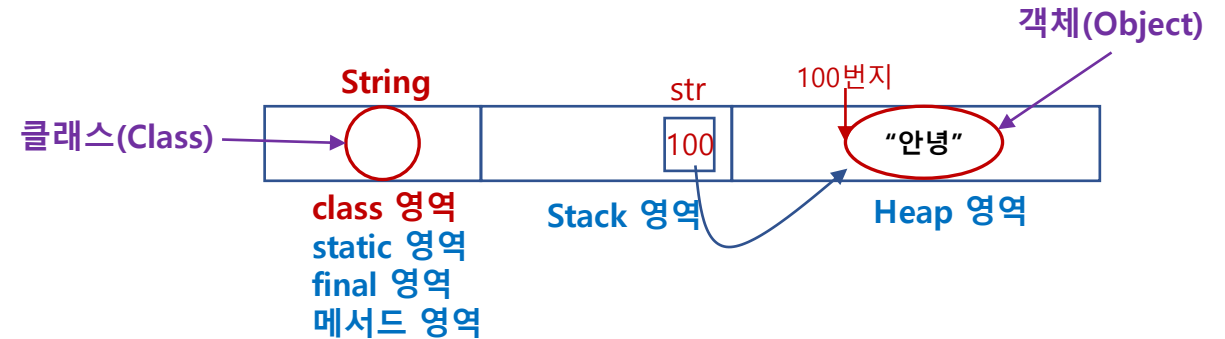 객체(Object)
String
str
100번지
클래스(Class)
100
“안녕”
class 영역
static 영역
final 영역
메서드 영역
Stack 영역
Heap 영역